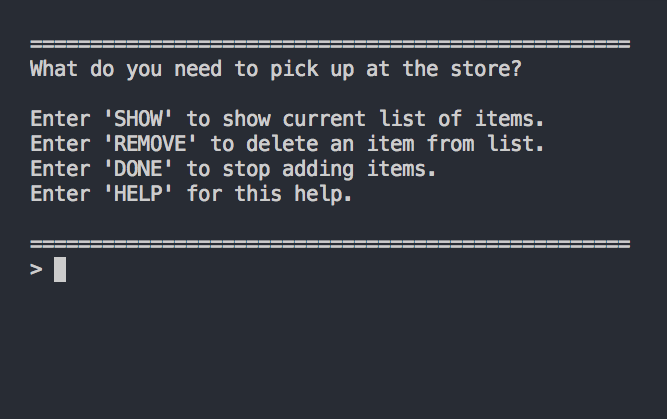 ==================================================
What do you need to pick up at the store?
Enter 'SHOW' to show current list of items.
Enter 'REMOVE' to delete an item from list.
Enter 'DONE' to stop adding items.
Enter 'HELP' for this help.
==================================================
>